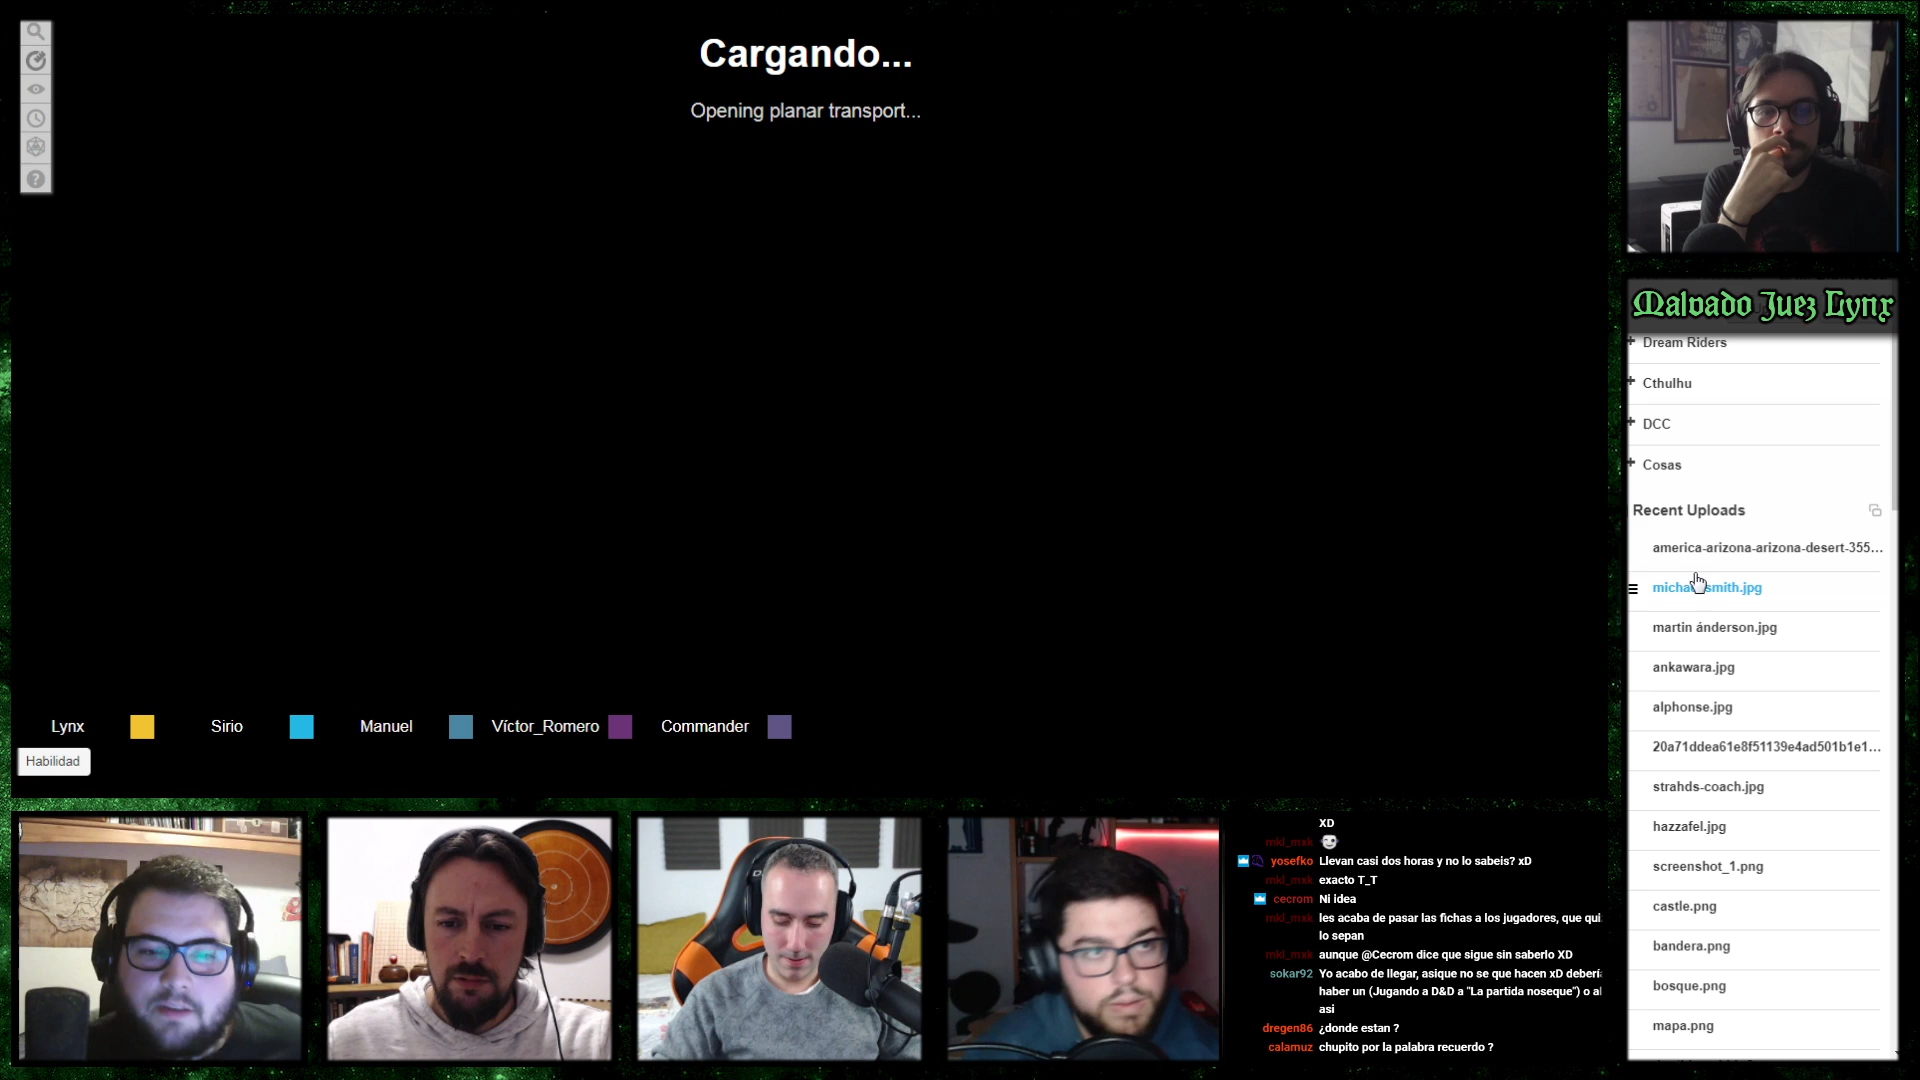 Cargando...
Opening planar transport...
Malvado Juez Lynx
Dream Riders
Cthulhu
DCC
Cosas
Recent Uploads
america-arizona-arizona-desert-355...
smith.jpg
martin ánderson.jpg
ankawara.jpg
alphonse.jpg
20a71ddea61e8f51139e4ad501b1e1...
strahds-coach.jpg
hazzafel.jpg
screenshot_1.png
castle.png
bandera.png
bosque.png
mapa.png
Lynx
Sirio
Manuel
Víctor_Romero
Commander
Habilidad
XD
mkl_mxk
yosefko Llevan casi dos horas y no lo sabeis? xD
mkl_mxk exacto T_T
cecrom Ni idea
mkl_mxk les acaba de pasar las fichas a los jugadores, que qui
lo sepan
mkl_mxk aunque @Cecrom dice que sigue sin saberlo XD
sokar92 Yo acabo de llegar, asique no se que hacen xD deberi
haber un (Jugando a D&D a "La partida noseque") o al
asi
dregen86 ¿donde estan ?
calamuz chupito por la palabra recuerdo ?